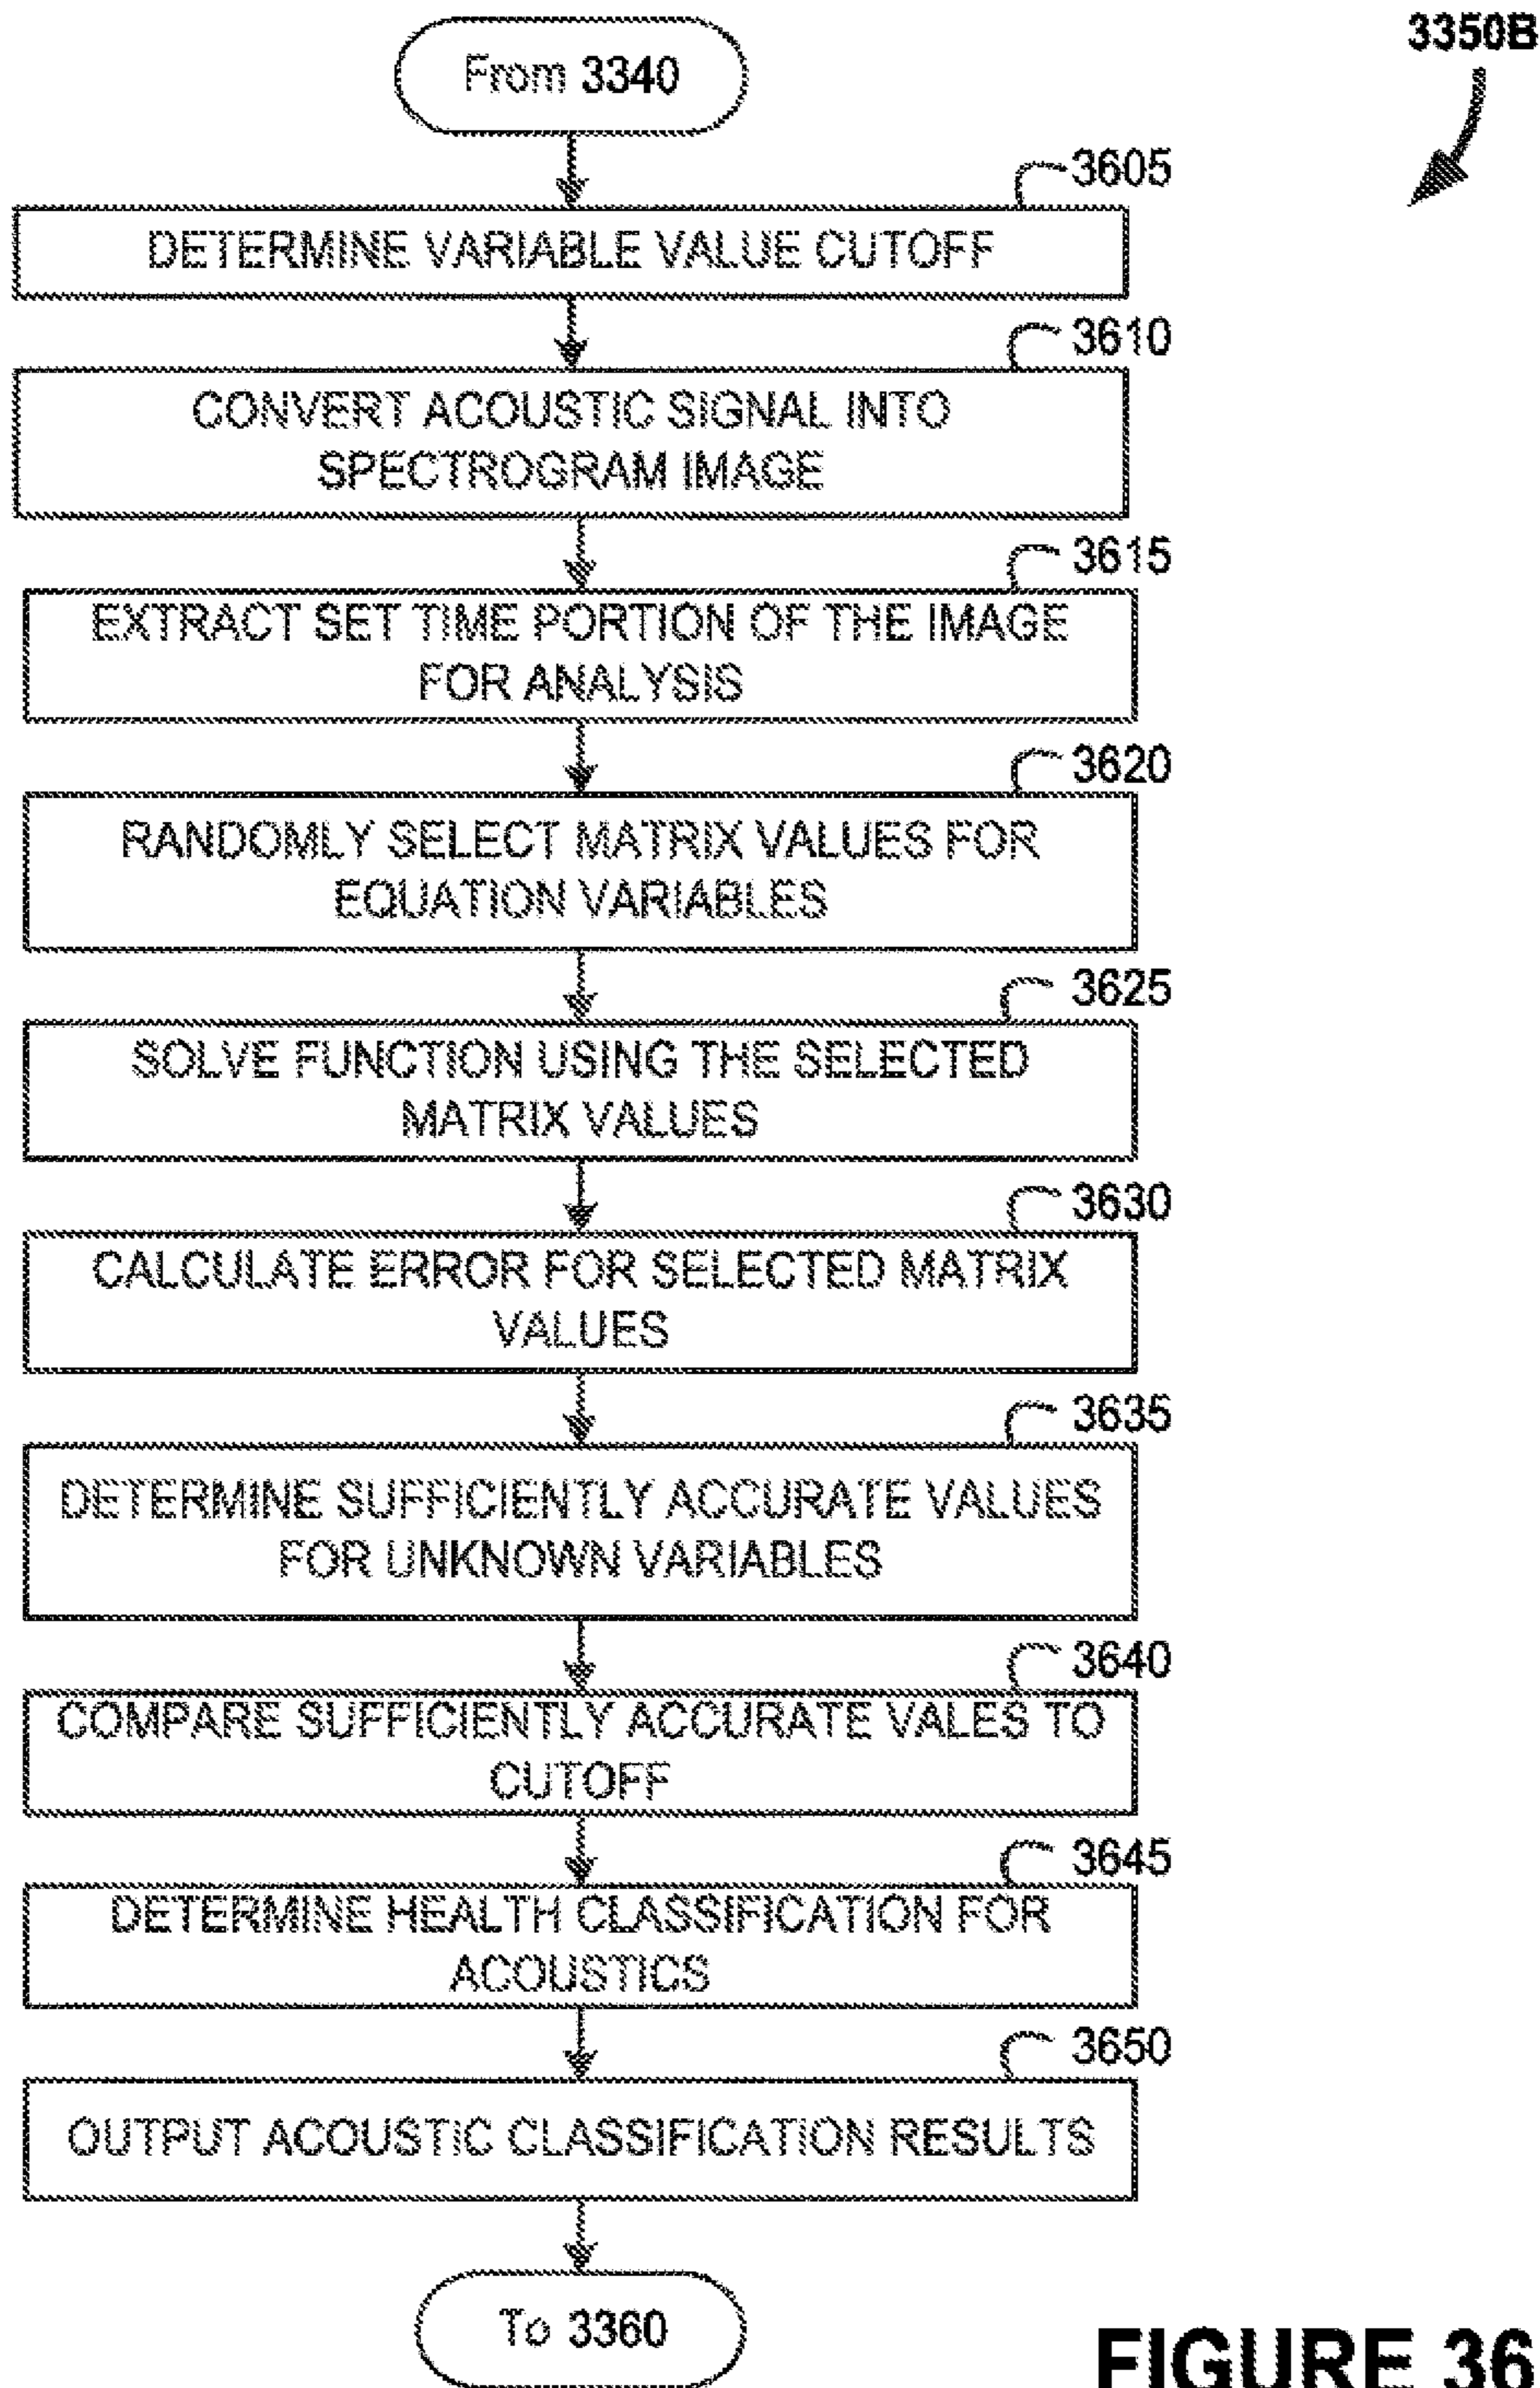 From 3340
3350B
3605
DETERMINE VARIABLE VALUE CUTOFF
3610
CONVERT ACOUSTIC SIGNAL INTO
SPECTROGRAM IMAGE
3615
EXTRACT SET TIME PORTION OF THE IMAGE
FOR ANALYSIS
3620
RANDOMLY SELECT MATRIX VALUES FOR
EQUATION VARIABLES
3625
SOLVE FUNCTION USING THE SELECTED
MATRIX VALUES
3630
CALCULATE ERROR FOR SELECTED MATRIX
VALUES
3635
DETERMINE SUFFICIENTLY ACCURATE VALUES
FOR UNKNOWN VARIABLES
3640
COMPARE SUFFICIENTLY ACCURATE VALES TO
CUTOFF
3645
DETERMINE HEALTH CLASSIFICATION FOR
ACOUSTICS
3650
OUTPUT ACOUSTIC CLASSIFICATION RESULTS
To 3360
FIGURE 36